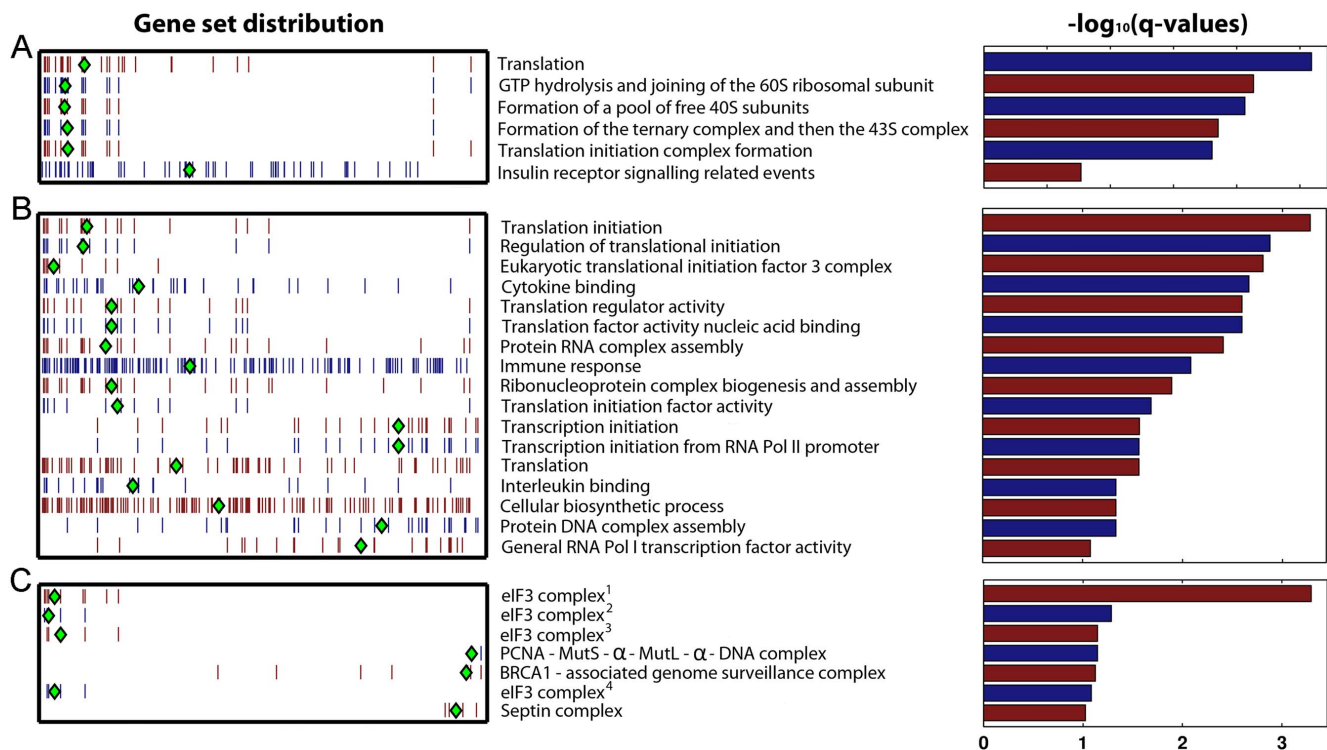 Gene set distribution
-log₁₀(q-values)
A
Translation
GTP hydrolysis and joining of the 60S ribosomal subunit
Formation of a pool of free 40S subunits
Formation of the ternary complex and then the 43S complex
Translation initiation complex formation
Insulin receptor signalling related events
B
Translation initiation
Regulation of translational initiation
Eukaryotic translational initiation factor 3 complex
Cytokine binding
Translation regulator activity
Translation factor activity nucleic acid binding
Protein RNA complex assembly
Immune response
Ribonucleoprotein complex biogenesis and assembly
Translation initiation factor activity
Transcription initiation
Transcription initiation from RNA Pol II promoter
Translation
Interleukin binding
Cellular biosynthetic process
Protein DNA complex assembly
General RNA Pol I transcription factor activity
C
eIF3 complex¹
eIF3 complex²
eIF3 complex³
PCNA - MutS - α - MutL - α - DNA complex
BRCA1 - associated genome surveillance complex
eIF3 complex⁴
Septin complex
0 1 2 3